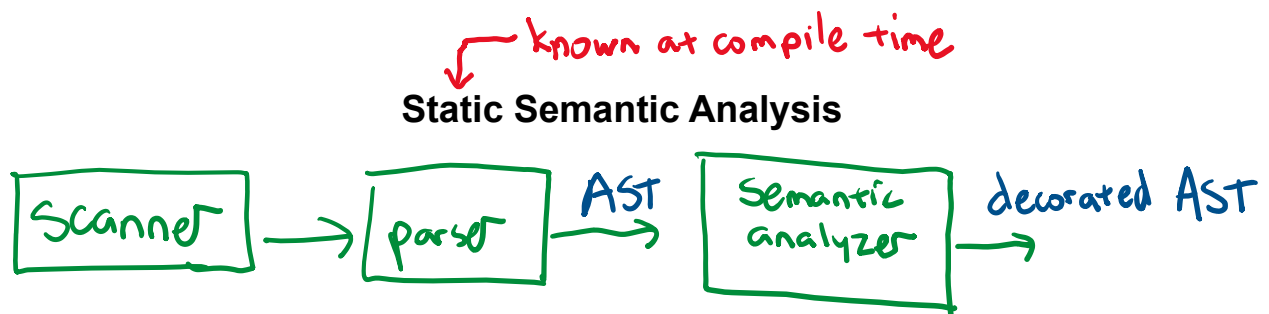 known at compile time
Static Semantic Analysis
scanner
parser
AST
semantic
analyzer
decorated AST